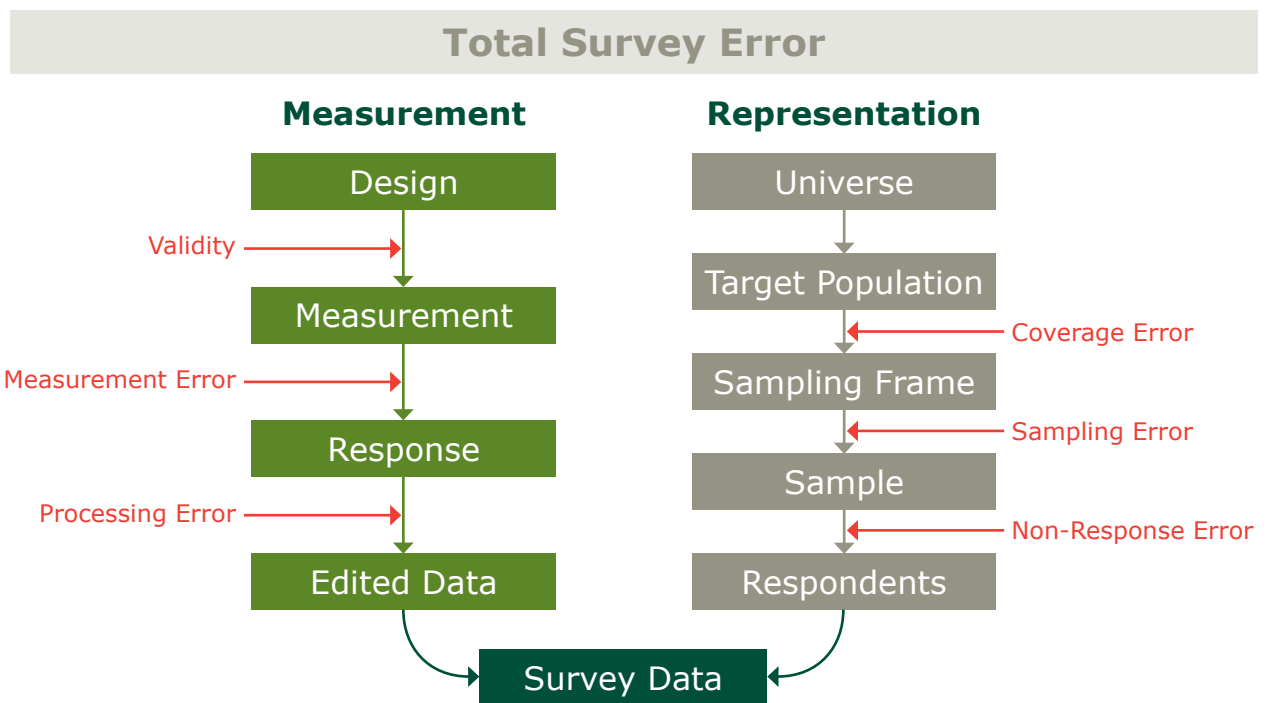 Total Survey Error
Measurement
Representation
Design
Universe
Validity
Target Population
Measurement
Coverage Error
Measurement Error
Sampling Frame
Response
Sampling Error
Sample
Processing Error
Non-Response Error
Edited Data
Respondents
Survey Data